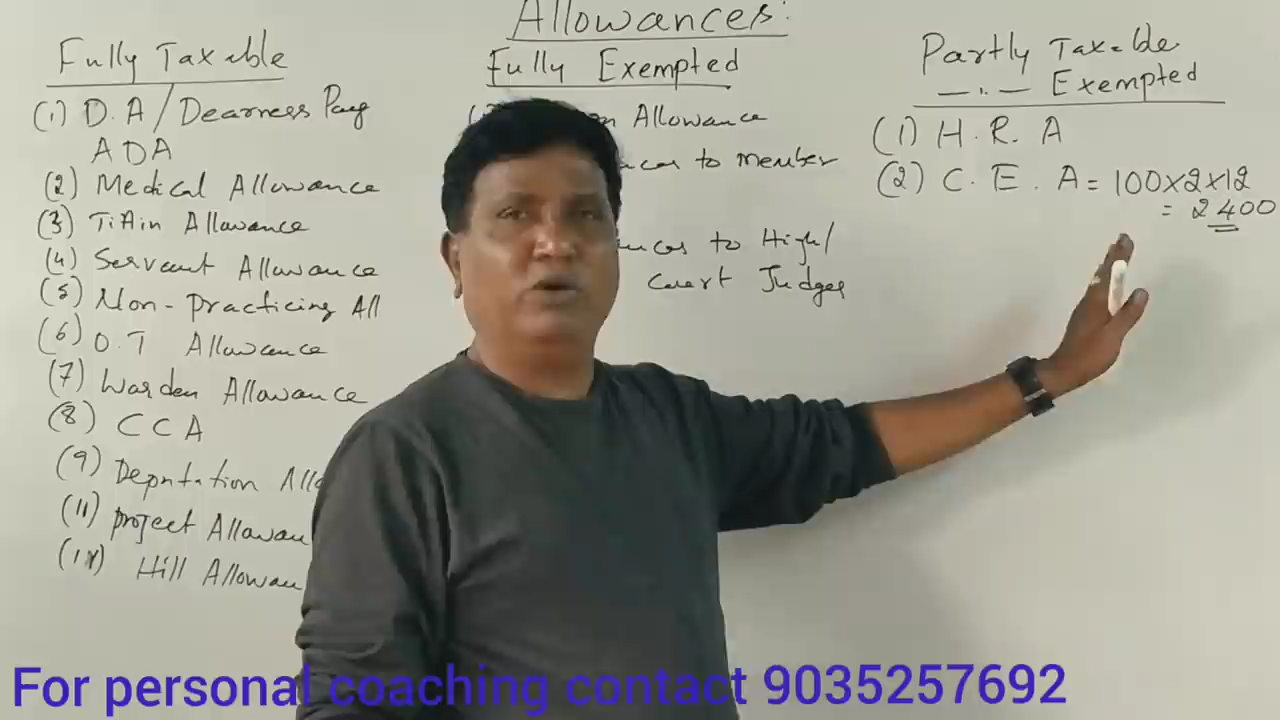 Allowances:
Fully Taxable
(1) D.A/Dearness Pay
ADA
(2) Medical Allowance
(3) Tiffin Allowance
(4) Servant Allowance
(5) Non-practicing All
(6) O.T Allowance
(7) Warden Allowance
(8) CCA
(9) Deputation All
(11) project Allowan
Hill Allowan
Fully Exempted
Allowance
to member
to High/
Court Judges
Partly Taxable
Exempted
(1) H.R.A
(2) C.E.A = 100×2×12
= 2400
For personal coaching contact 9035257692